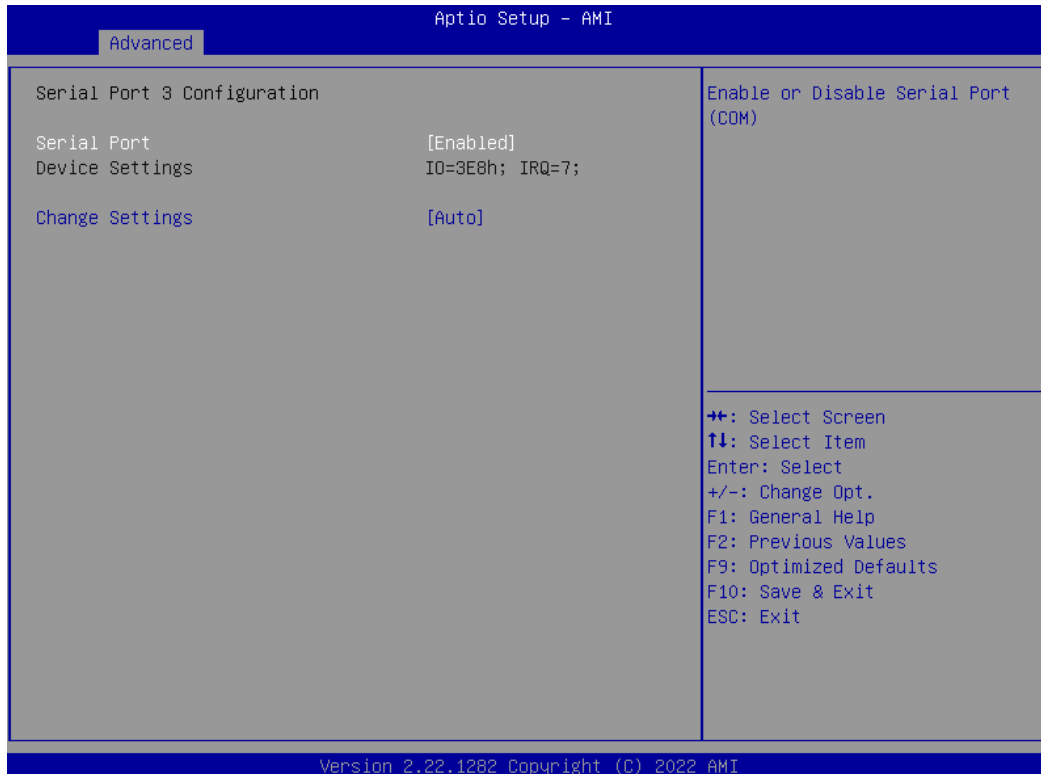 Aptio Setup - AMI
Advanced
Serial Port 3 Configuration
Serial Port [Enabled]
Device Settings IO=3E8h; IRQ=7;
Change Settings [Auto]
Enable or Disable Serial Port
(COM)
→←: Select Screen
↑↓: Select Item
Enter: Select
+/-: Change Opt.
F1: General Help
F2: Previous Values
F9: Optimized Defaults
F10: Save & Exit
ESC: Exit
Version 2.22.1282 Copyright (C) 2022 AMI